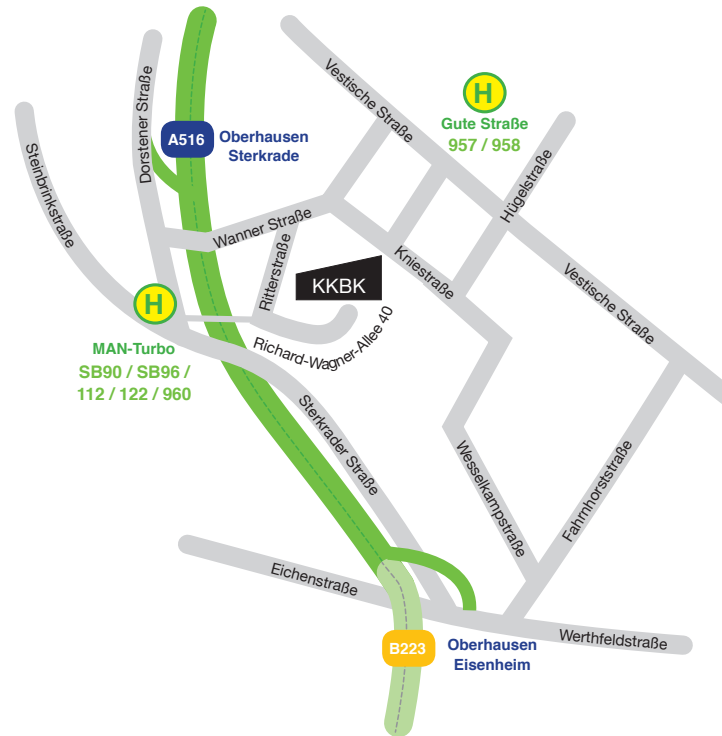 Vestische Straße
H
Gute Straße
957 / 958
Dorstener Straße
A516
Oberhausen
Sterkrade
Steinbrinkstraße
Hügelstraße
Wanner Straße
Ritterstraße
KKBK
Kniestraße
Vestische Straße
H
MAN-Turbo
SB90 / SB96 /
112 / 122 / 960
Richard-Wagner-Allee 40
Sterkrader Straße
Wesselkampstraße
Fahrnhorststraße
Eichenstraße
B223
Oberhausen
Eisenheim
Werthfeldstraße